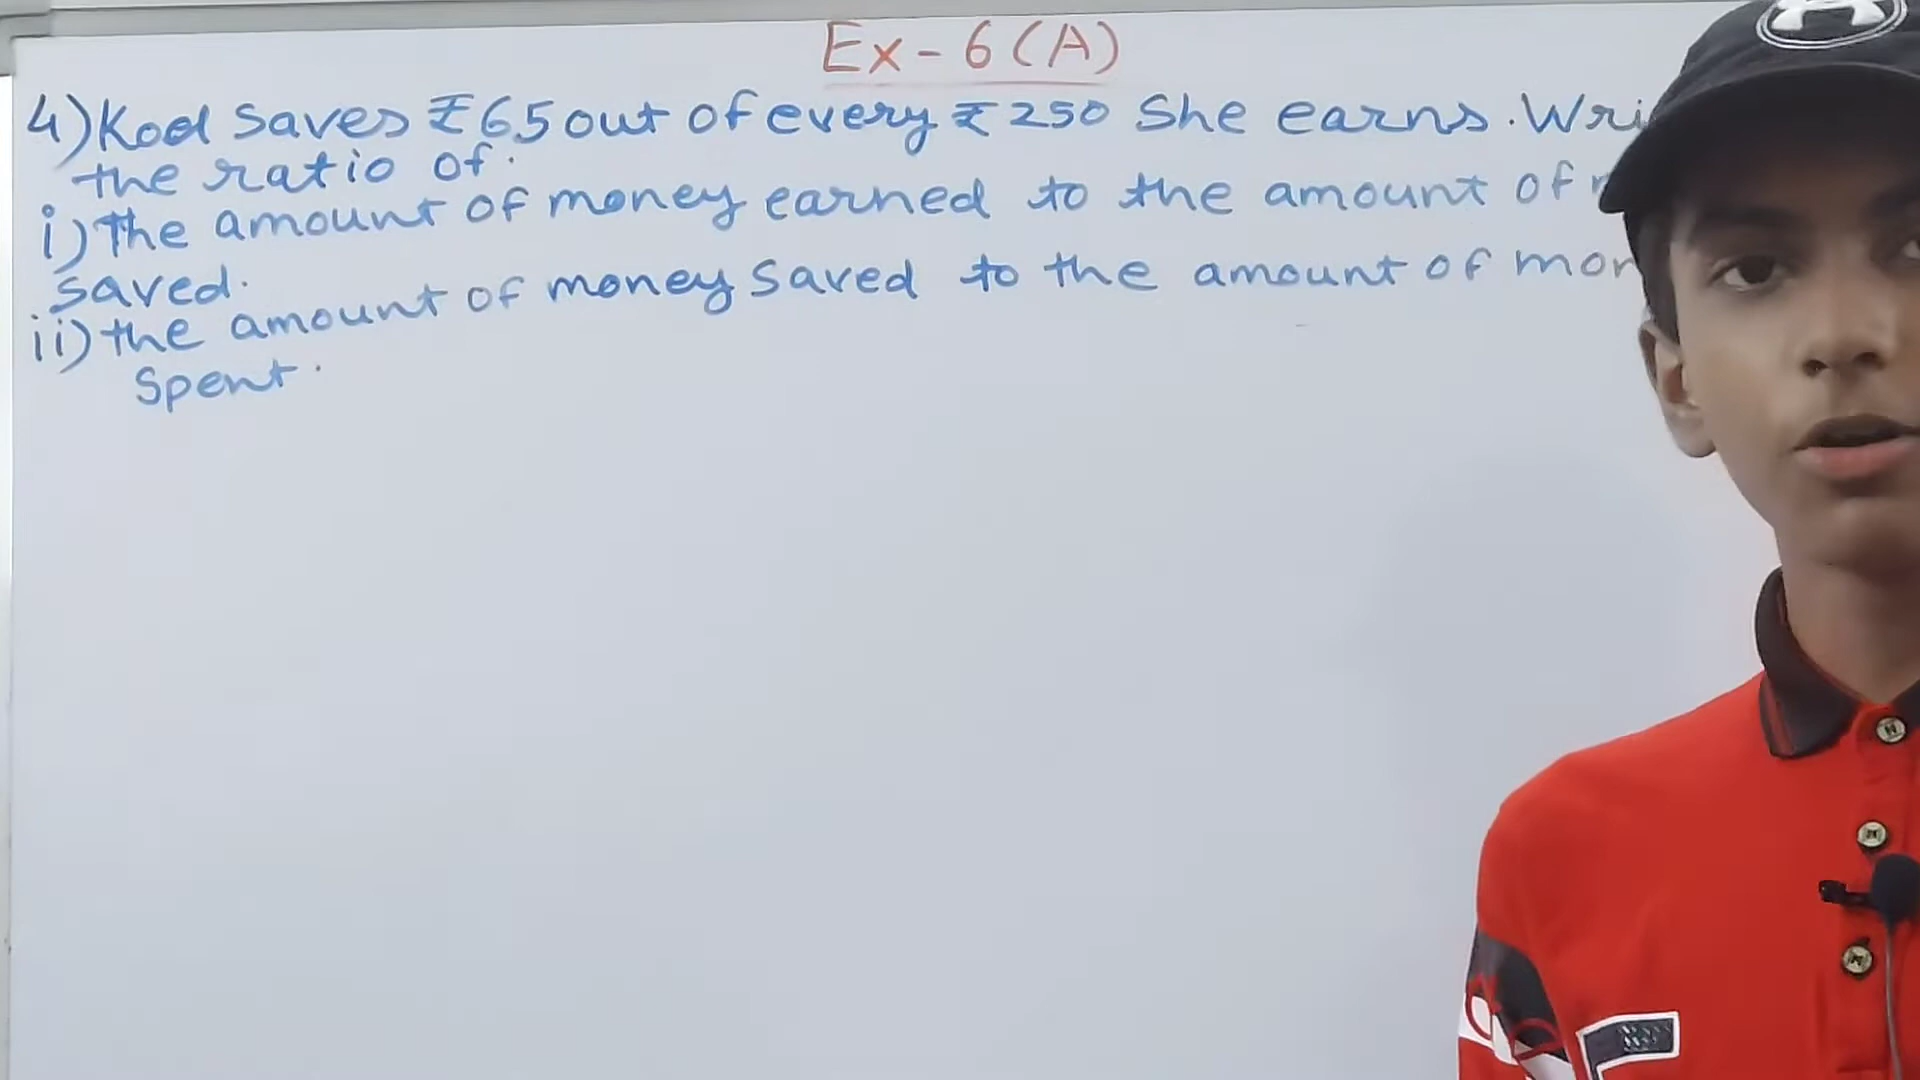 Ex-6(A)
4) Kool saves ₹65 out of every ₹250 She earns. Wri
the ratio of.
i) the amount of money earned to the amount of
saved.
ii) the amount of money saved to the amount of mon
Spent.